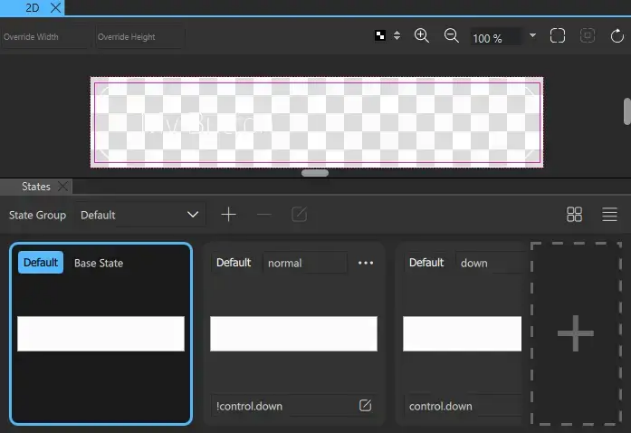 2D
Override Width Override Height 100 %
States
State Group Default
Default Base State Default normal Default down
!control.down control.down